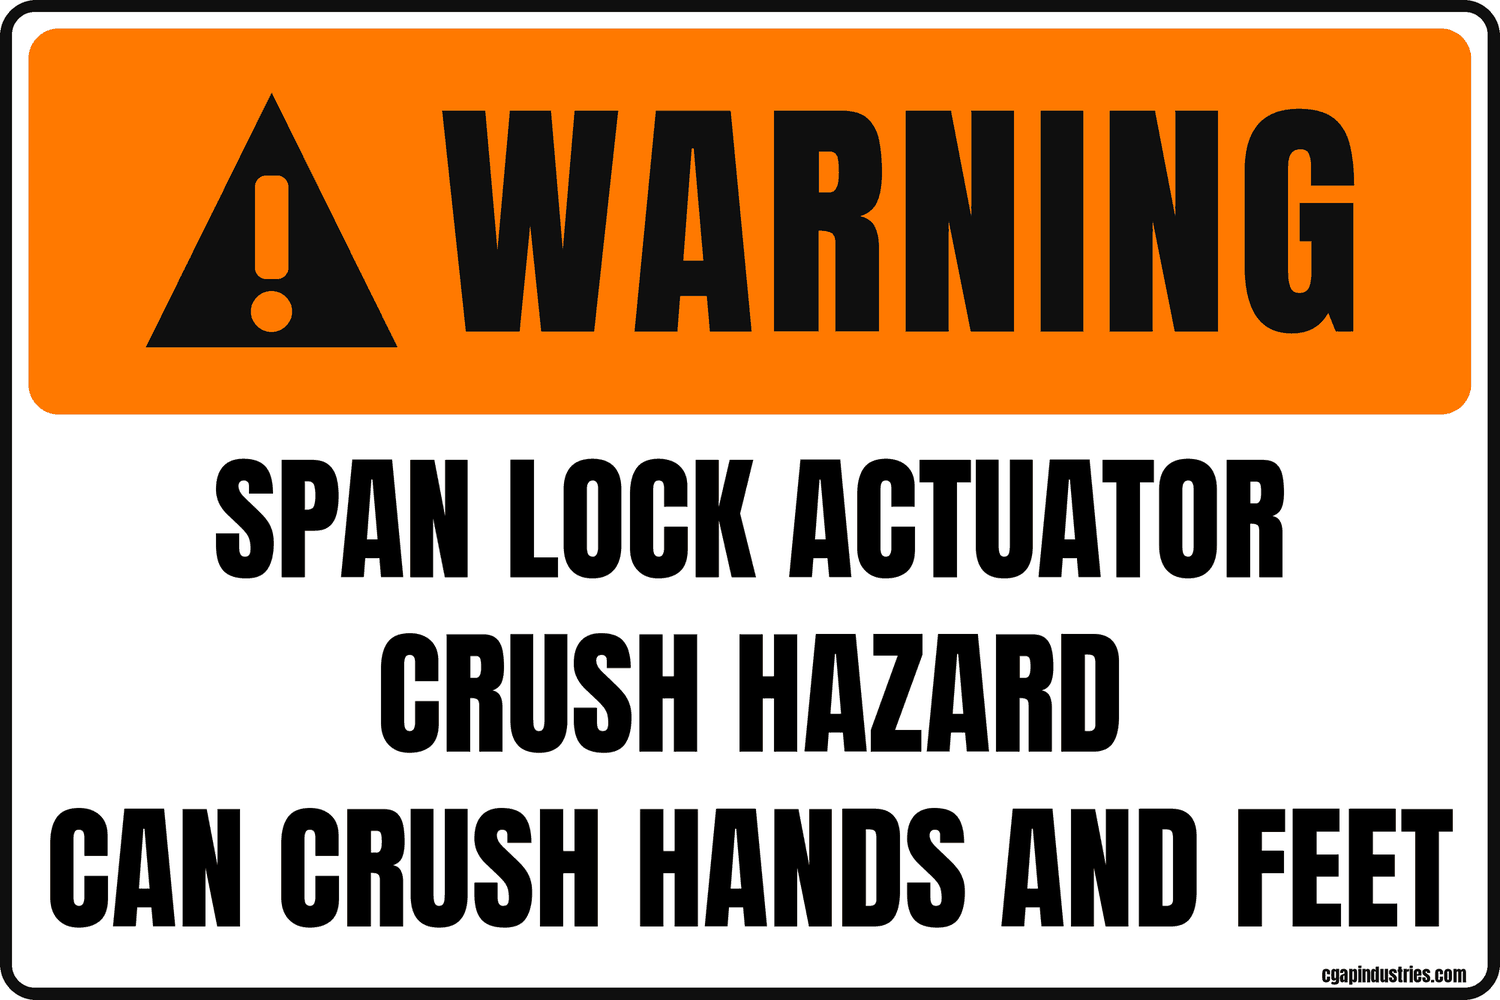 WARNING
SPAN LOCK ACTUATOR
CRUSH HAZARD
CAN CRUSH HANDS AND FEET
cgapindustries.com